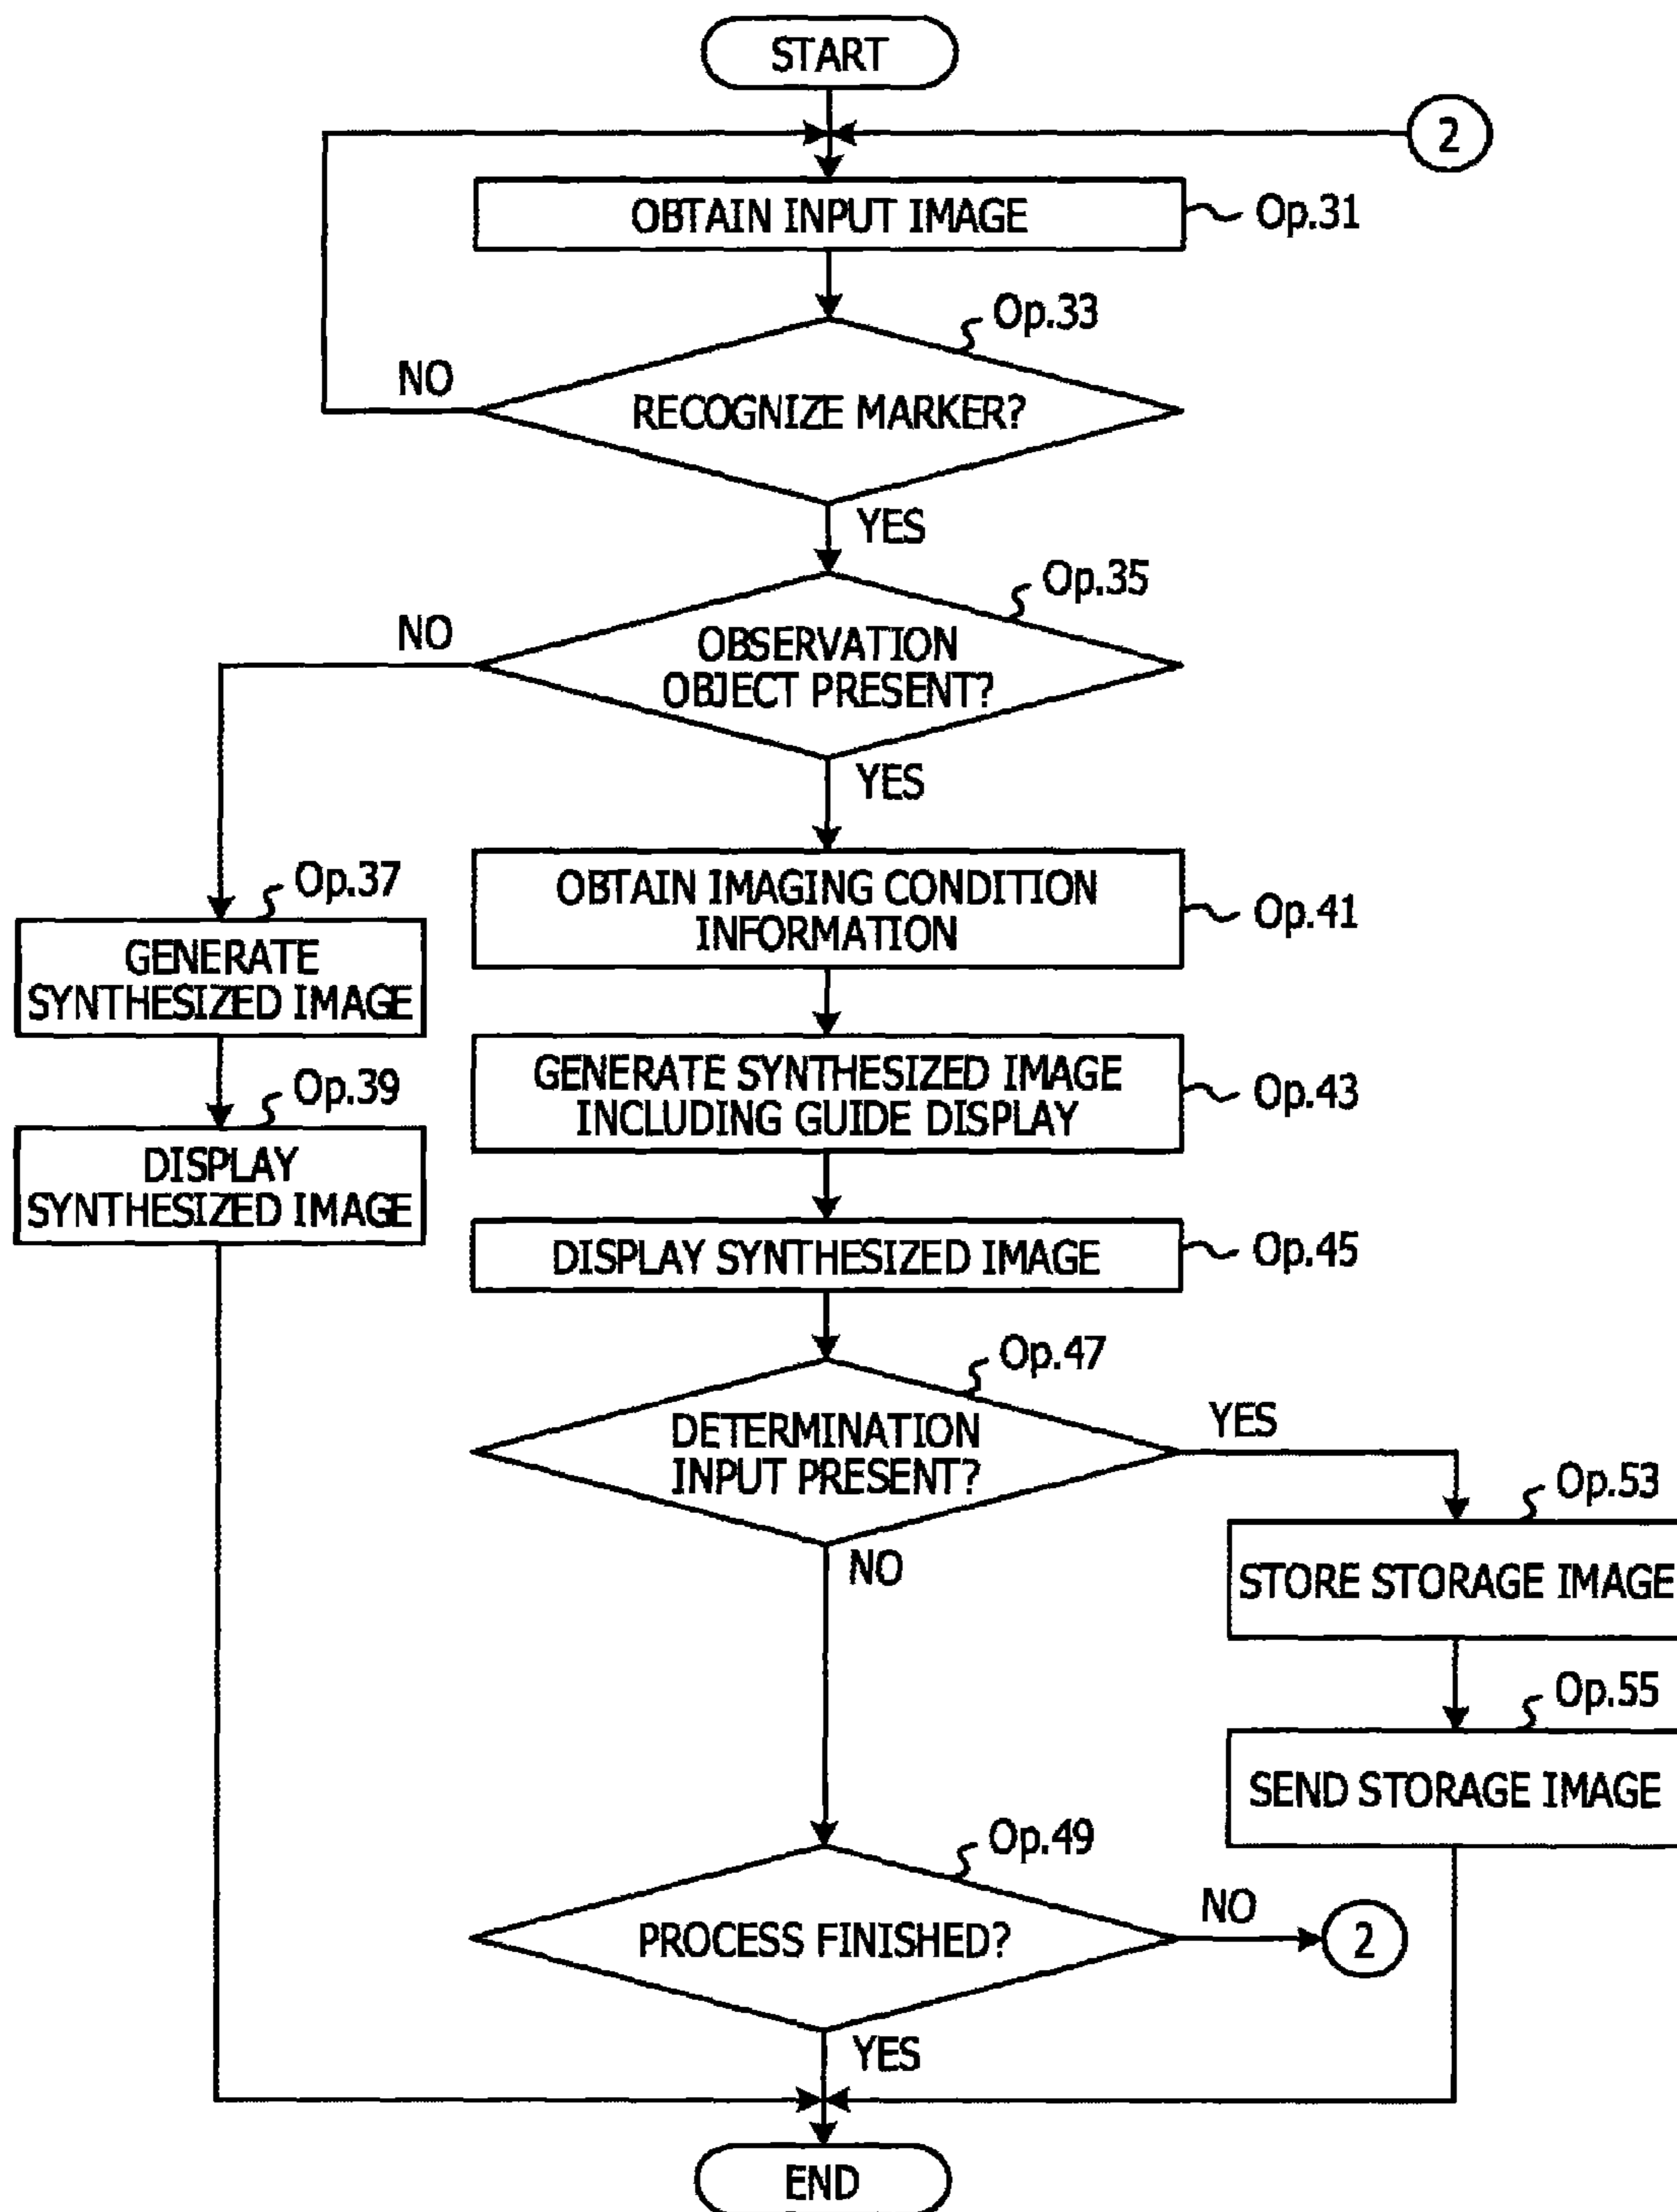 START
2
OBTAIN INPUT IMAGE
Op.31
Op.33
NO
RECOGNIZE MARKER?
YES
Op.35
NO
OBSERVATION
OBJECT PRESENT?
YES
Op.37
GENERATE
SYNTHESIZED IMAGE
Op.39
DISPLAY
SYNTHESIZED IMAGE
OBTAIN IMAGING CONDITION
INFORMATION
Op.41
GENERATE SYNTHESIZED IMAGE
INCLUDING GUIDE DISPLAY
Op.43
DISPLAY SYNTHESIZED IMAGE
Op.45
Op.47
DETERMINATION
INPUT PRESENT?
YES
NO
Op.53
STORE STORAGE IMAGE
Op.55
SEND STORAGE IMAGE
Op.49
PROCESS FINISHED?
NO
2
YES
END